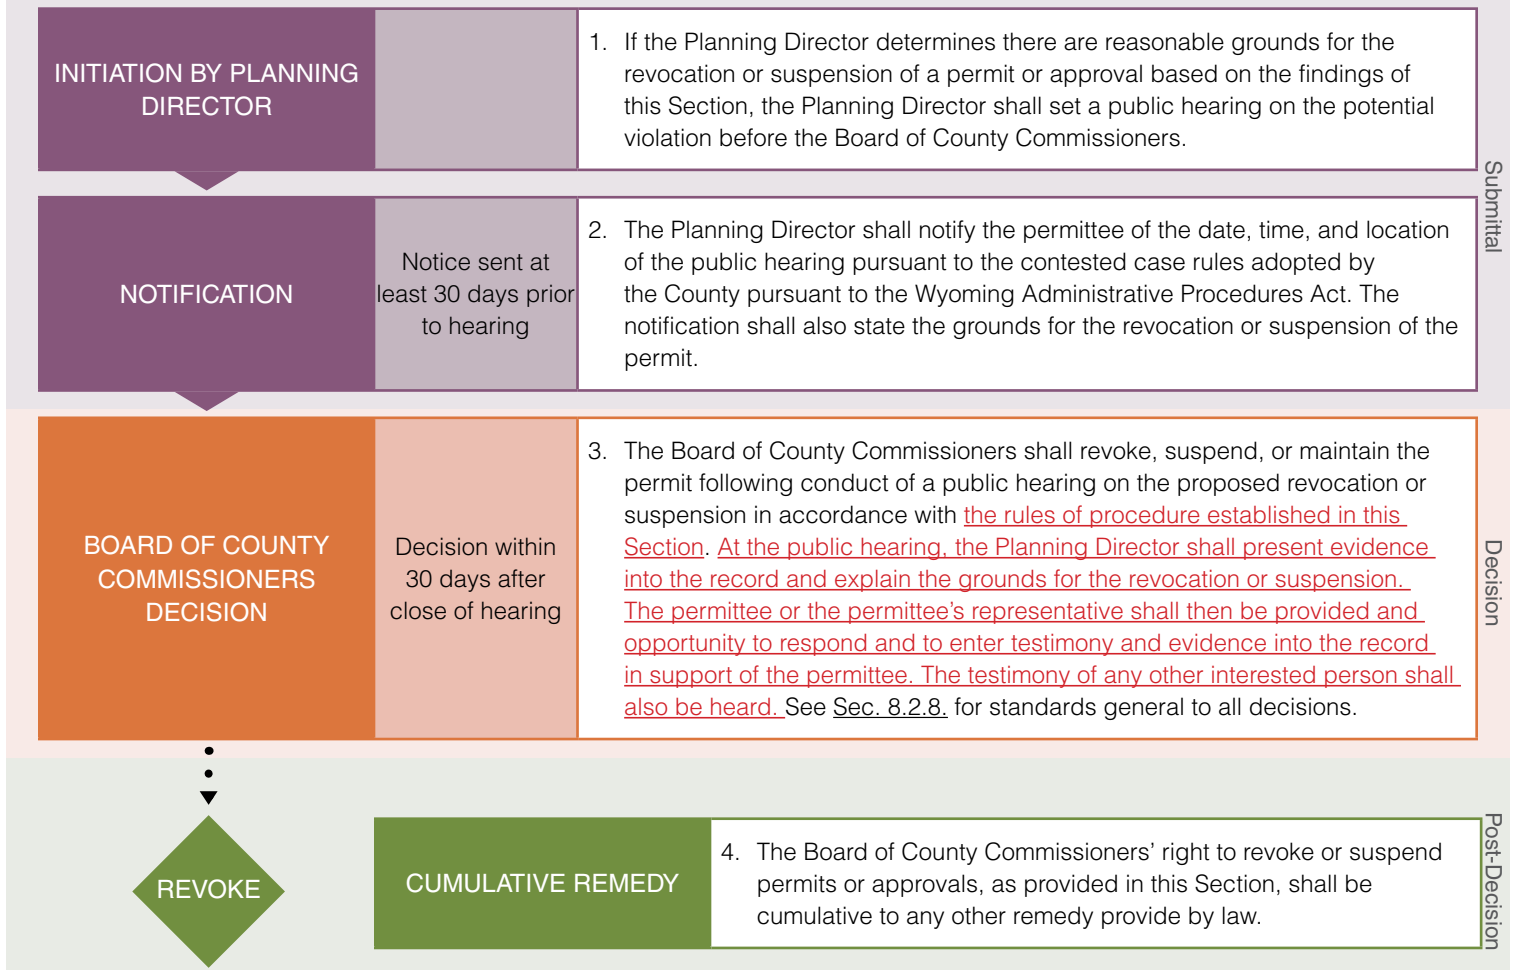 INITIATION BY PLANNING
DIRECTOR
1. If the Planning Director determines there are reasonable grounds for the
revocation or suspension of a permit or approval based on the findings of
this Section, the Planning Director shall set a public hearing on the potential
violation before the Board of County Commissioners.
Submittal
NOTIFICATION
Notice sent at
least 30 days prior
to hearing
2. The Planning Director shall notify the permittee of the date, time, and location
of the public hearing pursuant to the contested case rules adopted by
the County pursuant to the Wyoming Administrative Procedures Act. The
notification shall also state the grounds for the revocation or suspension of the
permit.
BOARD OF COUNTY
COMMISSIONERS
DECISION
Decision within
30 days after
close of hearing
3. The Board of County Commissioners shall revoke, suspend, or maintain the
permit following conduct of a public hearing on the proposed revocation or
suspension in accordance with the rules of procedure established in this
Section. At the public hearing, the Planning Director shall present evidence
into the record and explain the grounds for the revocation or suspension.
The permittee or the permittee's representative shall then be provided and
opportunity to respond and to enter testimony and evidence into the record
in support of the permittee. The testimony of any other interested person shall
also be heard. See Sec. 8.2.8. for standards general to all decisions.
Decision
REVOKE
CUMULATIVE REMEDY
4. The Board of County Commissioners' right to revoke or suspend
permits or approvals, as provided in this Section, shall be
cumulative to any other remedy provide by law.
Post-Decision